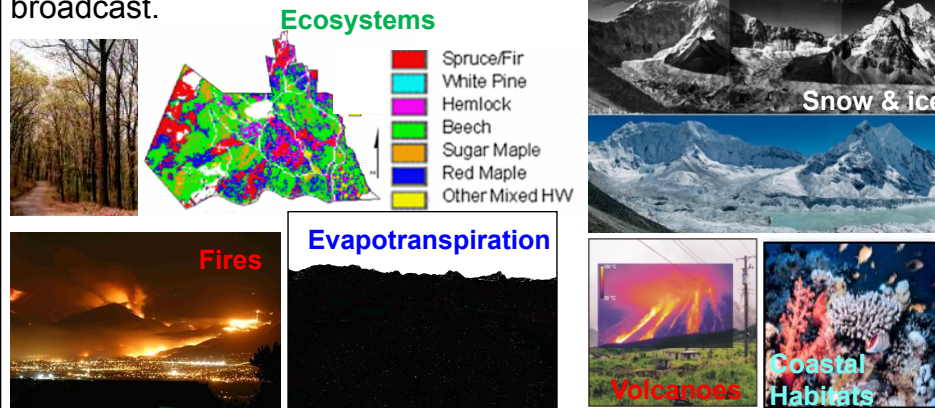 broadcast.
Ecosystems
Spruce/Fir
White Pine
Hemlock
Beech
Sugar Maple
Red Maple
Other Mixed HW
Snow & ice
Fires
Evapotranspiration
Volcanoes
Coastal
Habitats